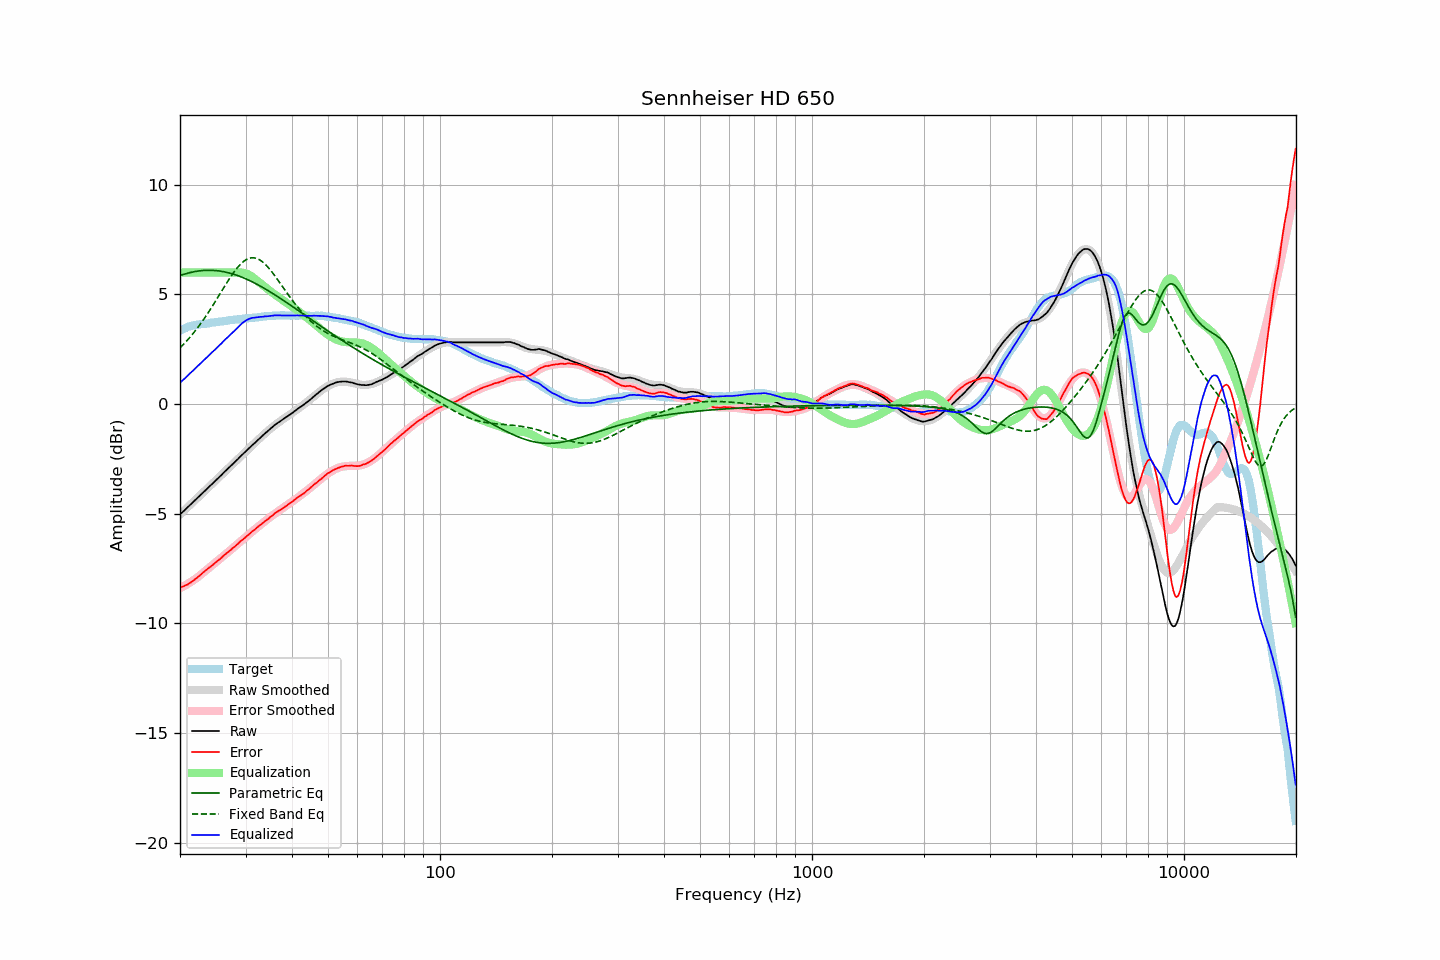 Sennheiser HD 650
10
5
0
−5
−10
−15
−20
Amplitude (dBr)
Target
Raw Smoothed
Error Smoothed
Raw
Error
Equalization
Parametric Eq
Fixed Band Eq
Equalized
100 1000 10000
Frequency (Hz)